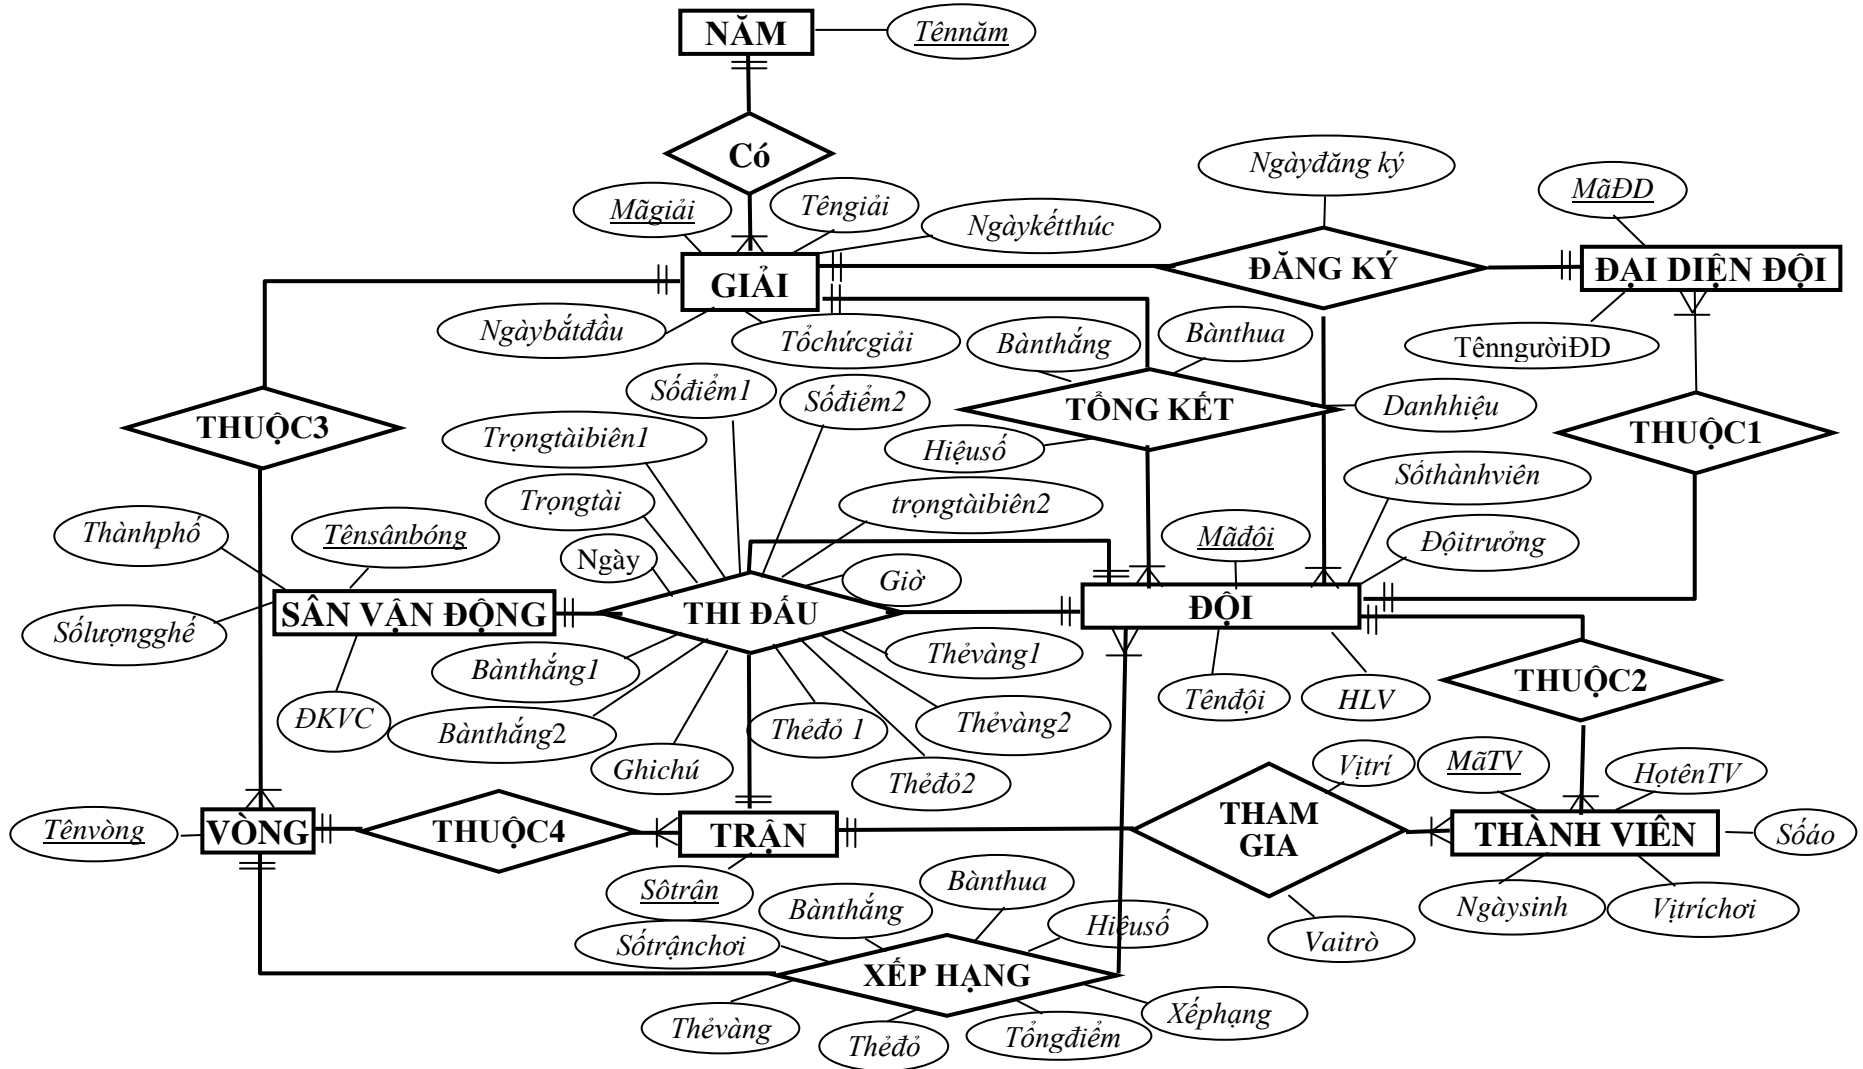 NĂM
Tênnăm
Có
Ngàyđăng ký
MãĐD
Mãgiải
Têngiải
Ngàykếtthúc
GIẢI
ĐĂNG KÝ
ĐẠI DIỆN ĐỘI
Ngàybắtđầu
Tổchứcgiải
Bànthắng
Bànthua
TênngườiĐD
Sốđiểm1
Sốđiểm2
TỔNG KẾT
Danhhiệu
THUỘC3
Trọngtàibiên1
Hiệusố
THUỘC1
Sốthànhviên
Trọngtài
trọngtàibiên2
Thànhphố
Tênsânbóng
Ngày
Mãđội
Độitrưởng
Giờ
SÂN VẬN ĐỘNG
THI ĐẤU
ĐỘI
Sốlượngghế
Bànthắng1
Thẻvàng1
THUỘC2
ĐKVC
Bànthắng2
Thẻđỏ 1
Thẻvàng2
Tênđội
HLV
Ghichú
Thẻđỏ2
Vịtrí
MãTV
HọtênTV
Tênvòng
VÒNG
THUỘC4
TRẬN
THAM
GIA
THÀNH VIÊN
Sốáo
Sôtrận
Bànthắng
Bànthua
Hiệusố
Ngàysinh
Vịtríchơi
Sốtrậnchơi
Vaitrò
XẾP HẠNG
Thẻvàng
Thẻđỏ
Tổngđiểm
Xếphạng